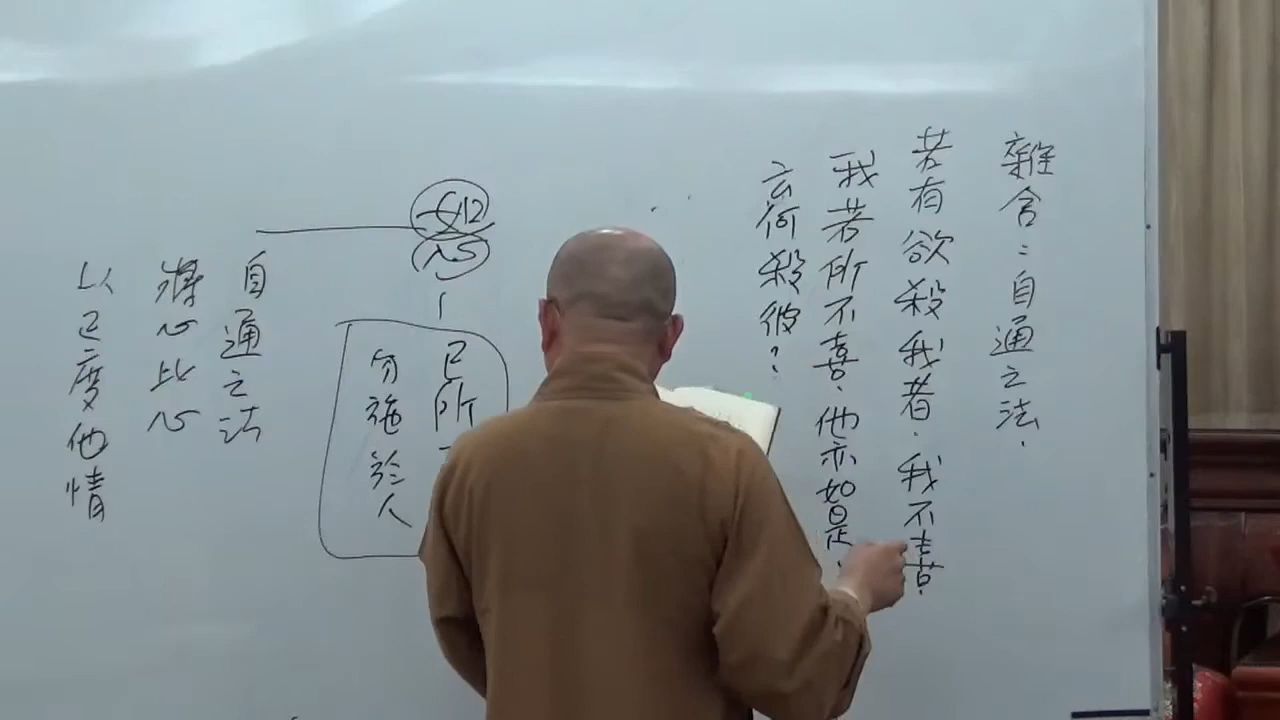 雜含：自通之法．
若有欲殺我者．我不喜．
我若所不喜．他亦如是．
云何殺彼？
如
心
己所
勿施於人
自通之法
將心比心
以己度他情